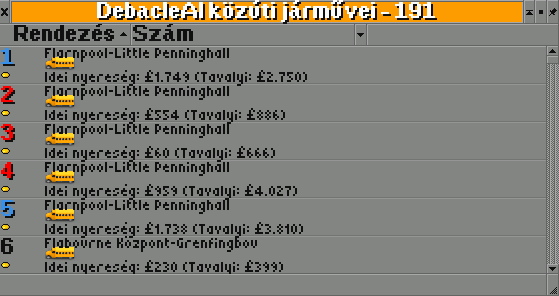 DebacleAI közúti járművei - 191
Rendezés Szám
1 Flarnpool-Little Penninghall
Idei nyereség: £1.749 (Tavalyi: £2.750)
2 Flarnpool-Little Penninghall
Idei nyereség: £554 (Tavalyi: £886)
3 Flarnpool-Little Penninghall
Idei nyereség: £60 (Tavalyi: £666)
4 Flarnpool-Little Penninghall
Idei nyereség: £959 (Tavalyi: £4.027)
5 Flarnpool-Little Penninghall
Idei nyereség: £1.738 (Tavalyi: £3.810)
6 Flabourne Központ-Grenfingbov
Idei nyereség: £230 (Tavalyi: £399)